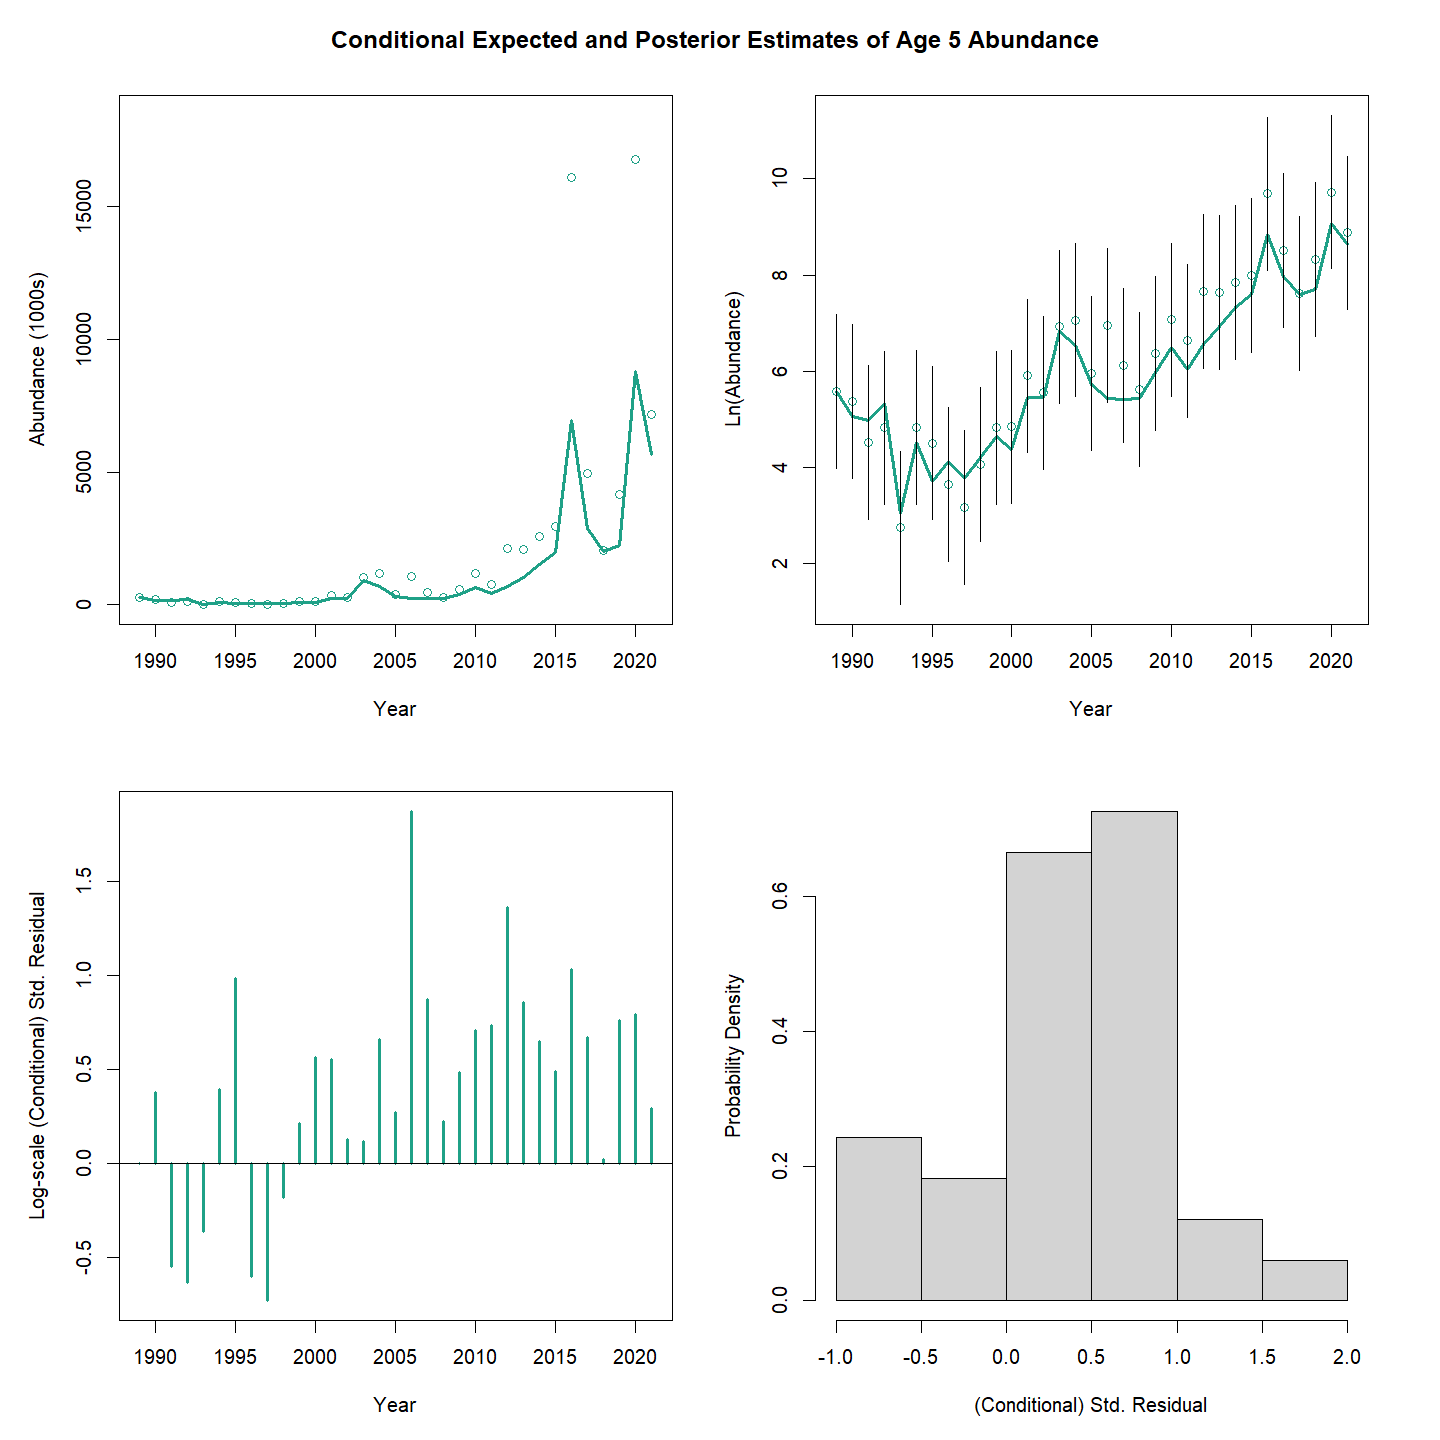 Conditional Expected and Posterior Estimates of Age 5 Abundance
Abundance (1000s)
15000
10000
5000
0
1990 1995 2000 2005 2010 2015 2020
Year
Ln(Abundance)
10
8
6
4
2
1990 1995 2000 2005 2010 2015 2020
Year
Log-scale (Conditional) Std. Residual
1.5
1.0
0.5
0.0
-0.5
1990 1995 2000 2005 2010 2015 2020
Year
Probability Density
0.6
0.4
0.2
0.0
-1.0 -0.5 0.0 0.5 1.0 1.5 2.0
(Conditional) Std. Residual